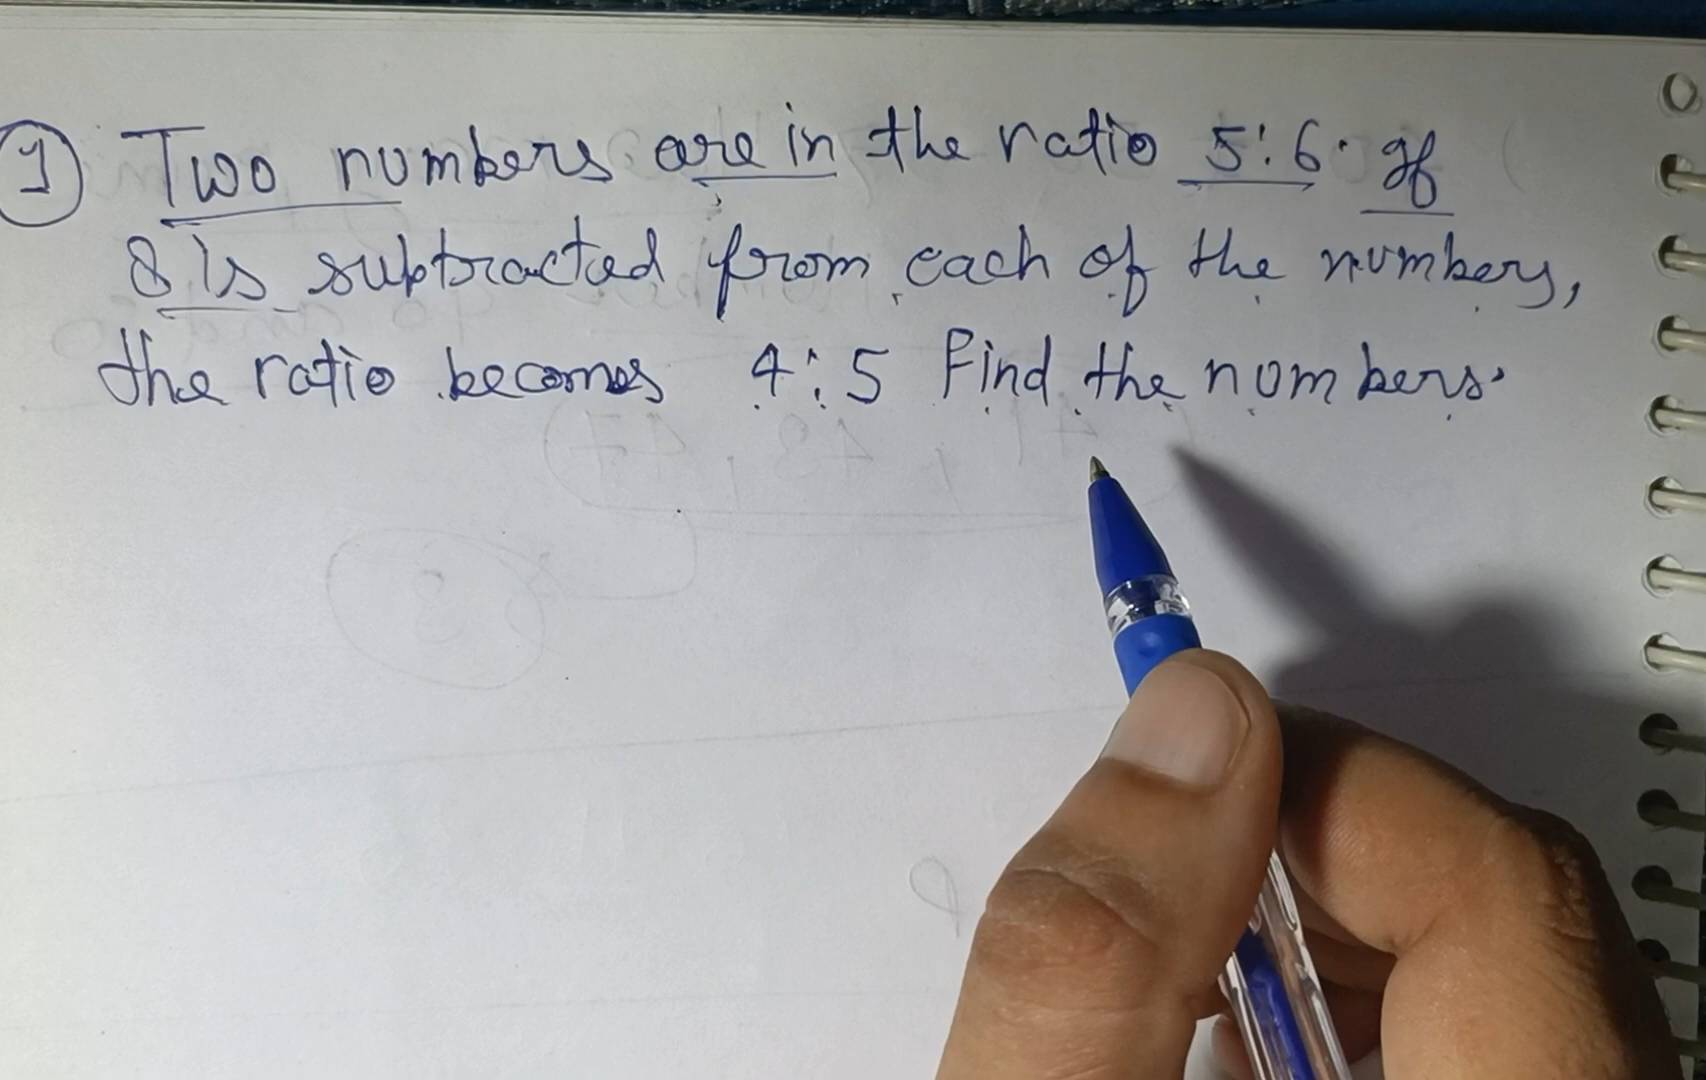 1 Two numbers are in the ratio 5:6. If
8 is subtracted from each of the numbers,
the ratio becomes 4:5 Find the numbers.